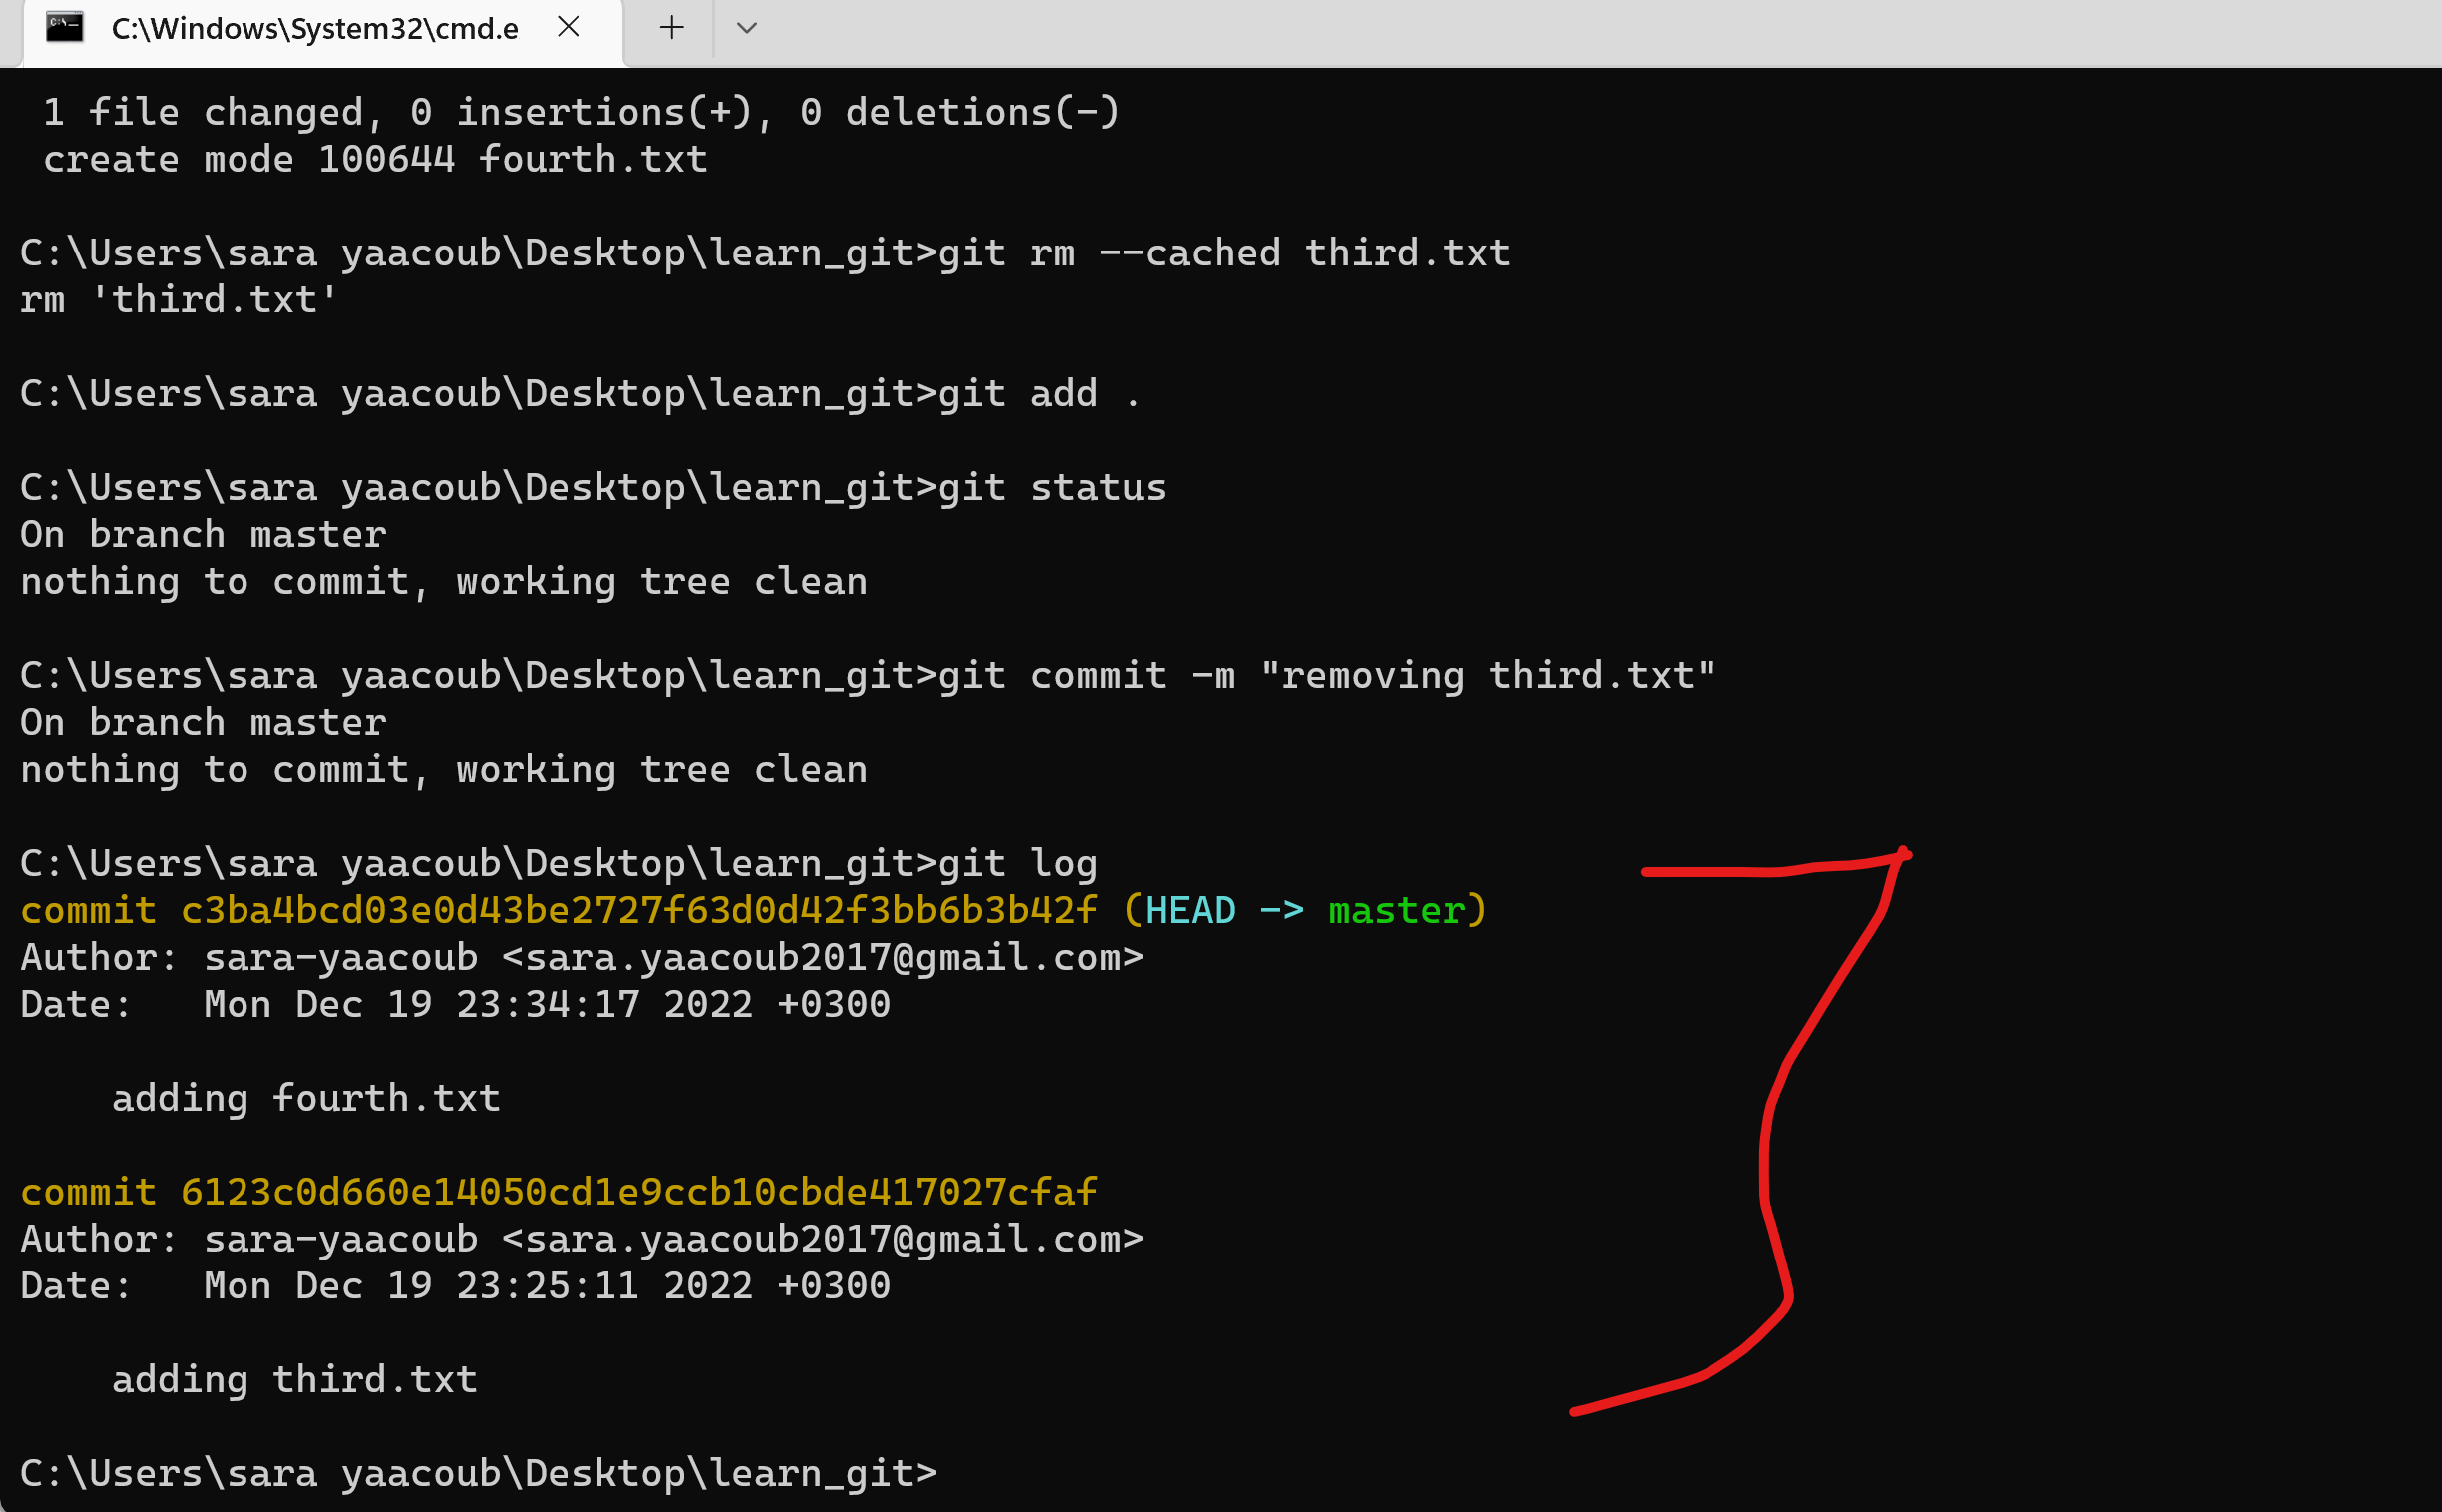 C:\Windows\System32\cmd.e
1 file changed, 0 insertions(+), 0 deletions(-)
create mode 100644 fourth.txt
C:\Users\sara yaacoub\Desktop\learn_git>git rm --cached third.txt
rm 'third.txt'
C:\Users\sara yaacoub\Desktop\learn_git>git add .
C:\Users\sara yaacoub\Desktop\learn_git>git status
On branch master
nothing to commit, working tree clean
C:\Users\sara yaacoub\Desktop\learn_git>git commit -m "removing third.txt"
On branch master
nothing to commit, working tree clean
C:\Users\sara yaacoub\Desktop\learn_git>git log
commit c3ba4bcd03e0d43be2727f63d0d42f3bb6b3b42f (HEAD -> master)
Author: sara-yaacoub <sara.yaacoub2017@gmail.com>
Date:   Mon Dec 19 23:34:17 2022 +0300
adding fourth.txt
commit 6123c0d660e14050cd1e9ccb10cbde417027cfaf
Author: sara-yaacoub <sara.yaacoub2017@gmail.com>
Date:   Mon Dec 19 23:25:11 2022 +0300
adding third.txt
C:\Users\sara yaacoub\Desktop\learn_git>